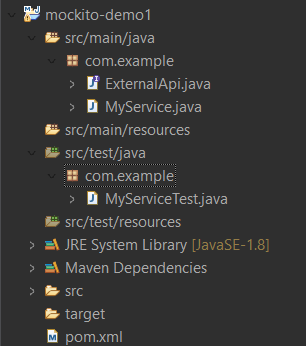 mockito-demo1
src/main/java
com.example
ExternalApi.java
MyService.java
src/main/resources
src/test/java
com.example
MyServiceTest.java
src/test/resources
JRE System Library [JavaSE-1.8]
Maven Dependencies
src
target
pom.xml